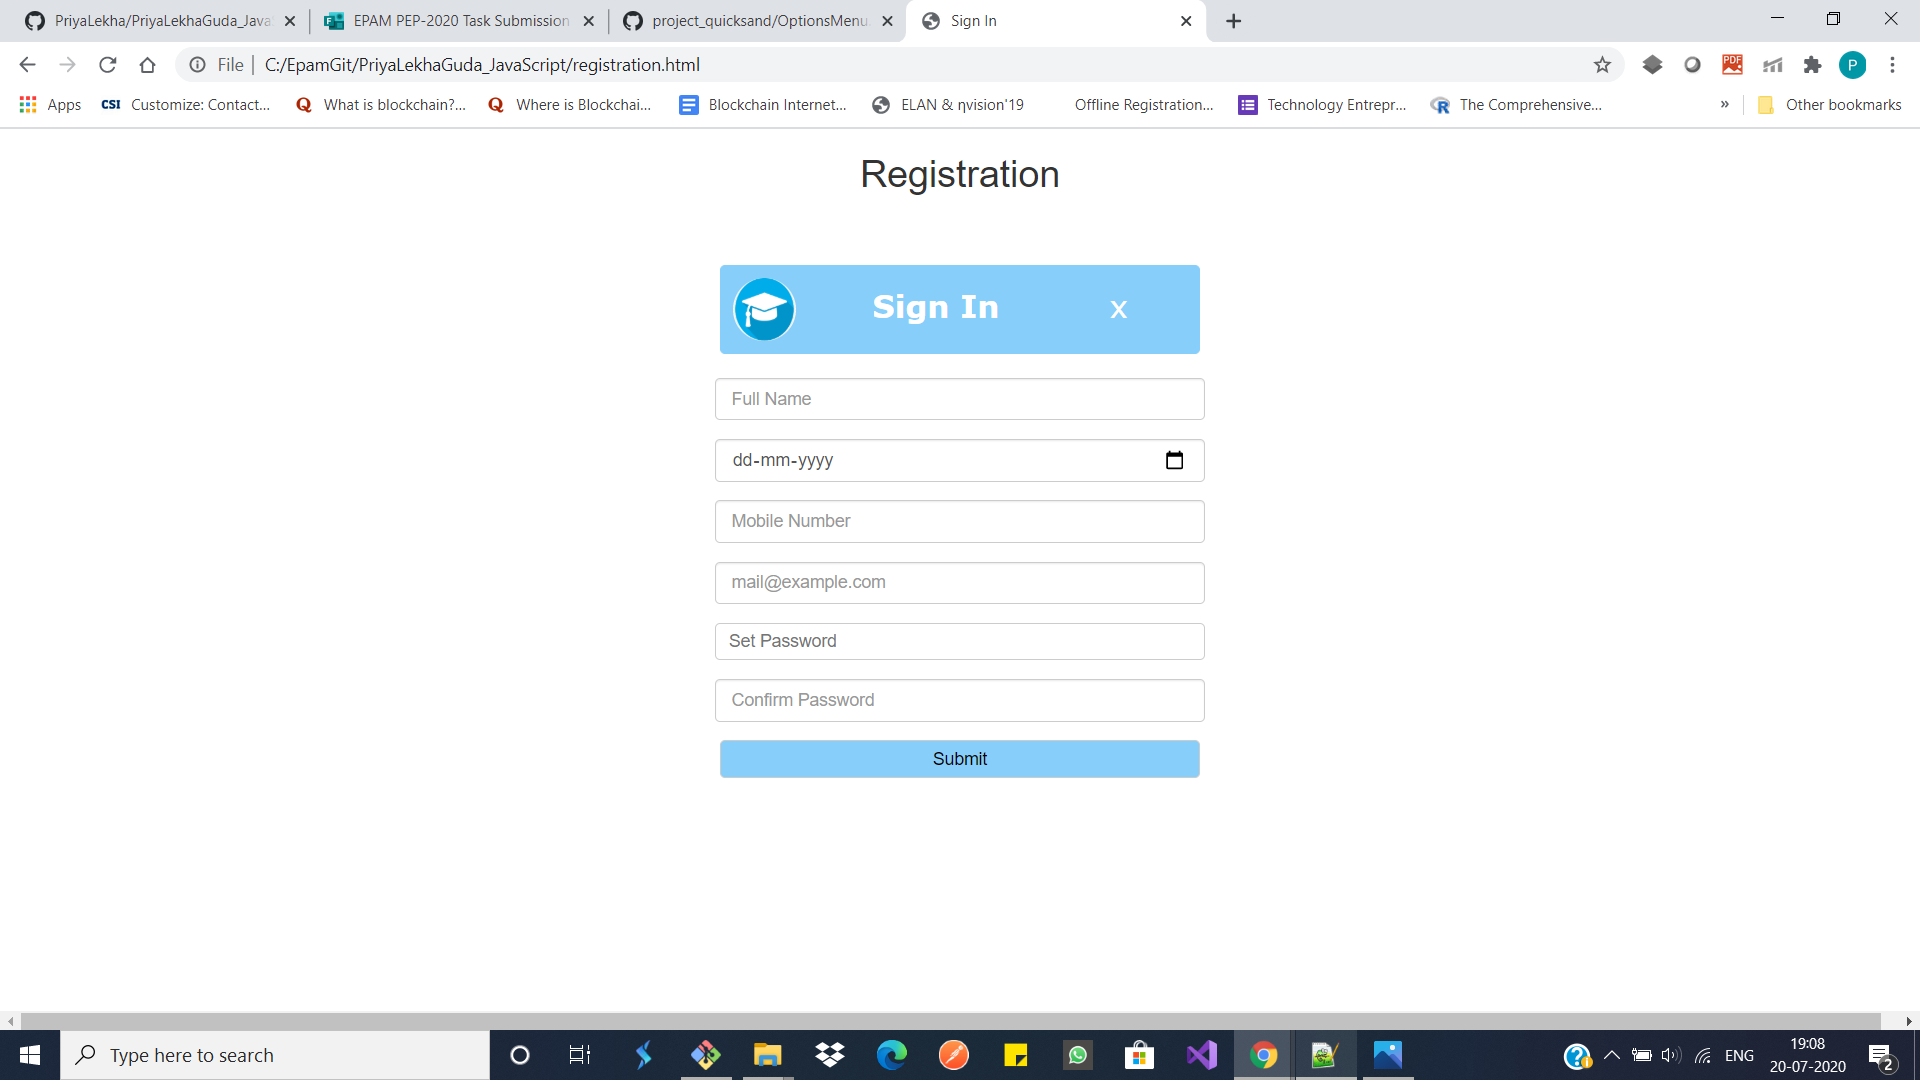 PriyaLekha/PriyaLekhaGuda_Java
EPAM PEP-2020 Task Submission
project_quicksand/OptionsMenu
Sign In
File
C:/EpamGit/PriyaLekhaGuda_JavaScript/registration.html
PDF
P
Apps
CSI Customize: Contact...
Q What is blockchain?...
Q Where is Blockchai...
Blockchain Internet...
ELAN & ηvision'19
Offline Registration...
Technology Entrepr...
R The Comprehensive...
»
Other bookmarks
Registration
Sign In
x
Full Name
dd-mm-yyyy
Mobile Number
mail@example.com
Set Password
Confirm Password
Submit
Type here to search
ENG
19:08
20-07-2020
2